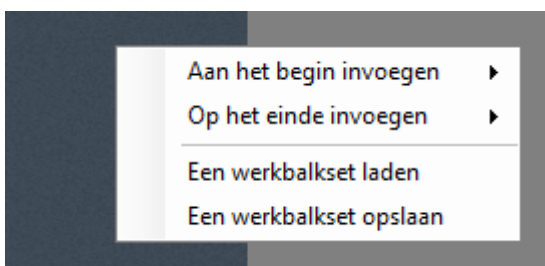 Aan het begin invoegen
Op het einde invoegen
Een werkbalkset laden
Een werkbalkset opslaan